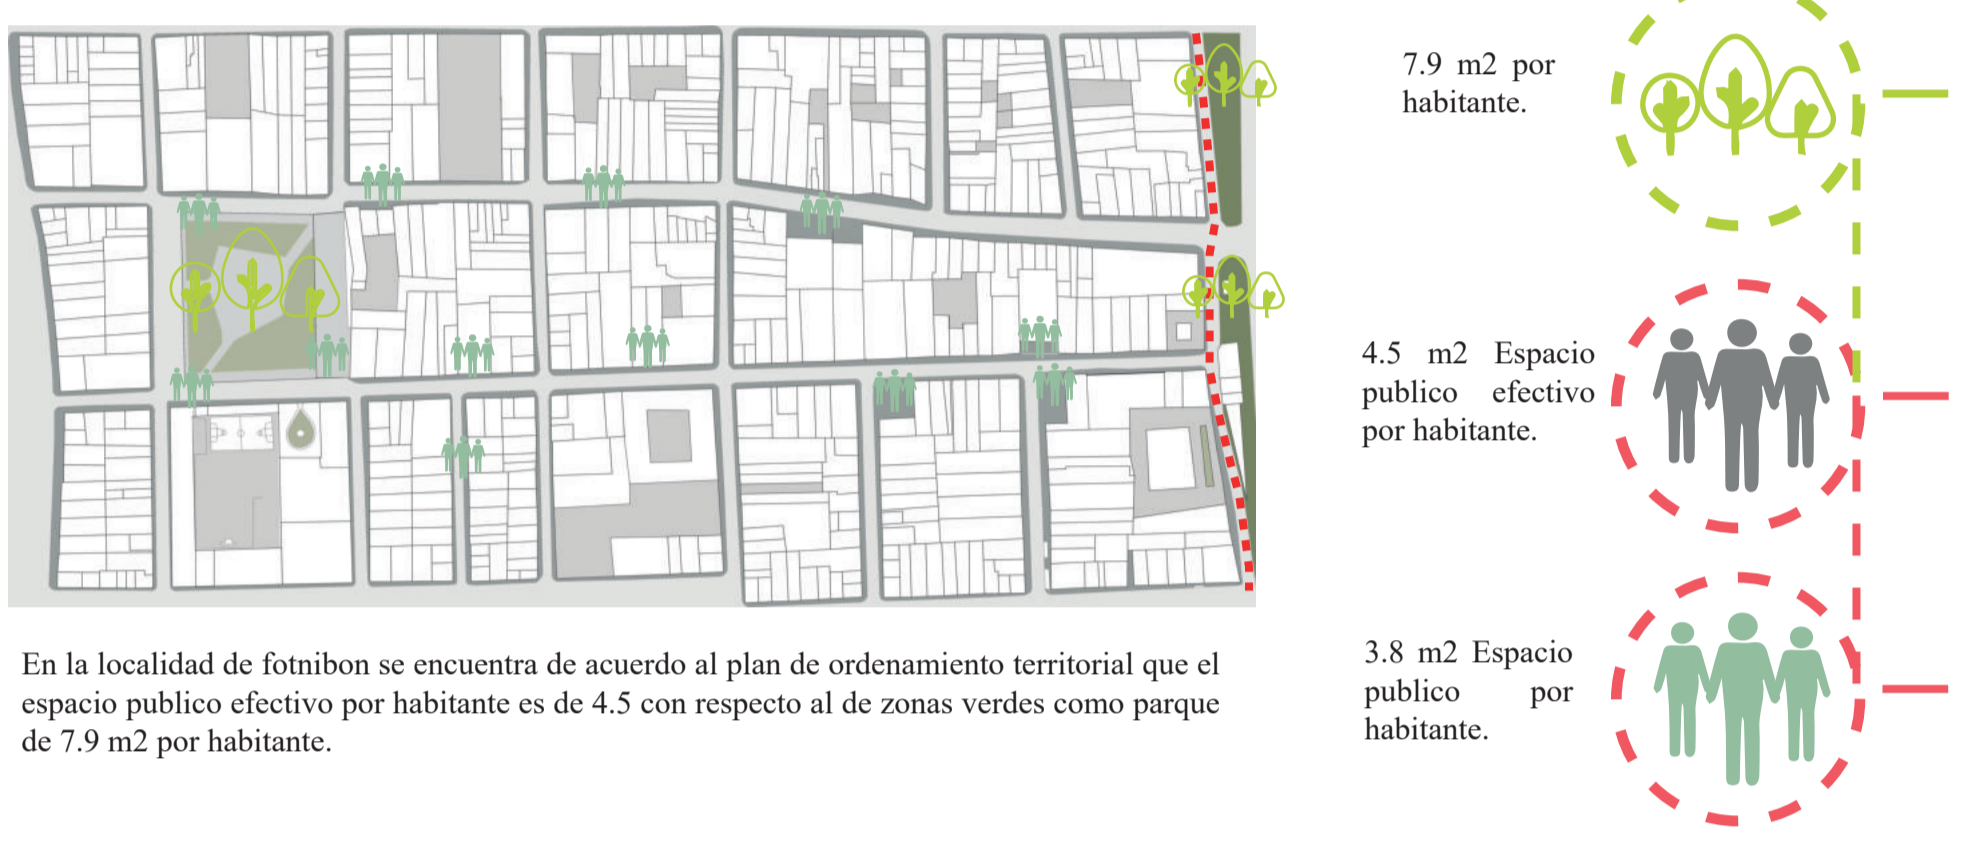 7.9 m2 por
habitante.
4.5 m2 Espacio
publico efectivo
por habitante.
3.8 m2 Espacio
publico por
habitante.
En la localidad de fotnibon se encuentra de acuerdo al plan de ordenamiento territorial que el
espacio publico efectivo por habitante es de 4.5 con respecto al de zonas verdes como parque
de 7.9 m2 por habitante.